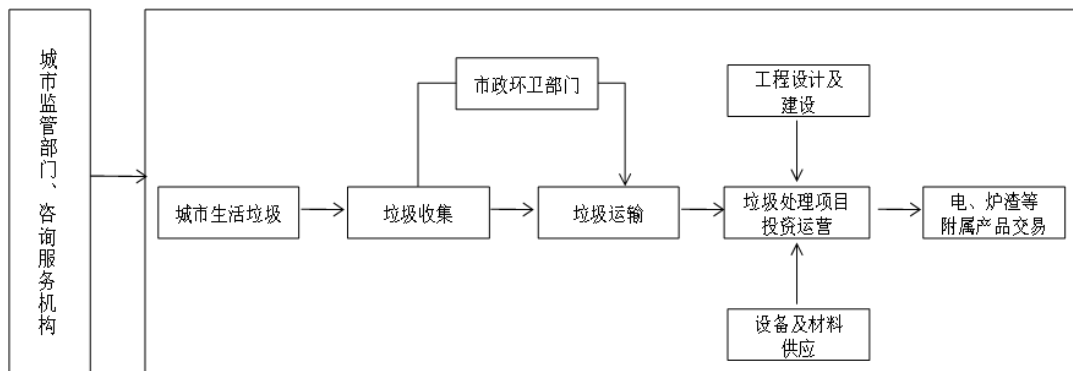 城市监管部门、咨询服务机构
市政环卫部门
工程设计及
建设
城市生活垃圾
垃圾收集
垃圾运输
垃圾处理项目
投资运营
电、炉渣等
附属产品交易
设备及材料
供应